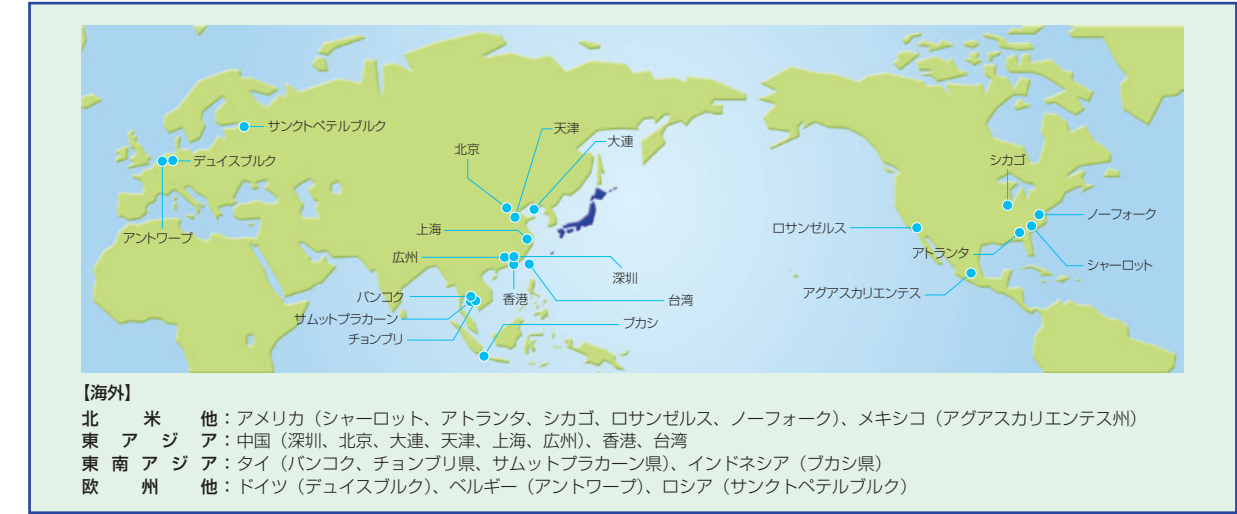 サンクトペテルブルク
天津
大連
北京
デュイスブルク
シカゴ
ノーフォーク
アントワープ
上海
ロサンゼルス
アトランタ
広州
シャーロット
深圳
バンコク
香港
台湾
アグアスカリエンテス
サムットプラカーン
ブカシ
チョンブリ
【海外】
北米他：アメリカ（シャーロット、アトランタ、シカゴ、ロサンゼルス、ノーフォーク）、メキシコ（アグアスカリエンテス州）
東アジア：中国（深圳、北京、大連、天津、上海、広州）、香港、台湾
東南アジア：タイ（バンコク、チョンブリ県、サムットプラカーン県）、インドネシア（ブカシ県）
欧州他：ドイツ（デュイスブルク）、ベルギー（アントワープ）、ロシア（サンクトペテルブルク）